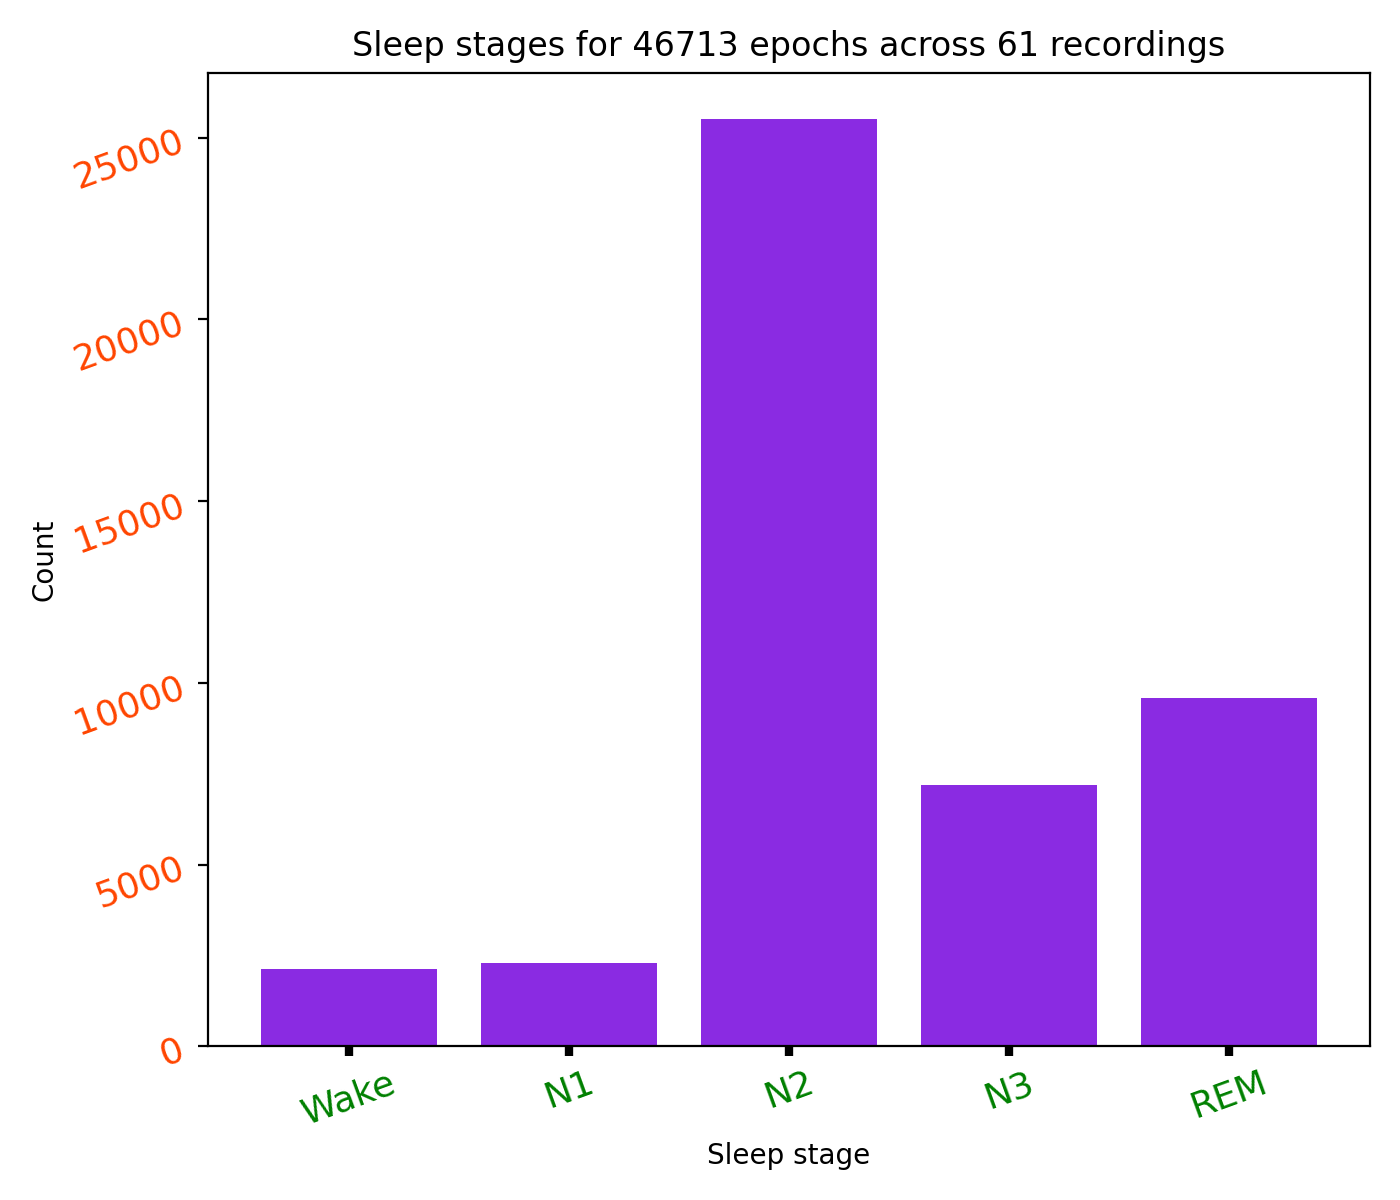 Sleep stages for 46713 epochs across 61 recordings
25000
20000
15000
10000
5000
0
Count
Wake
N1
N2
N3
REM
Sleep stage